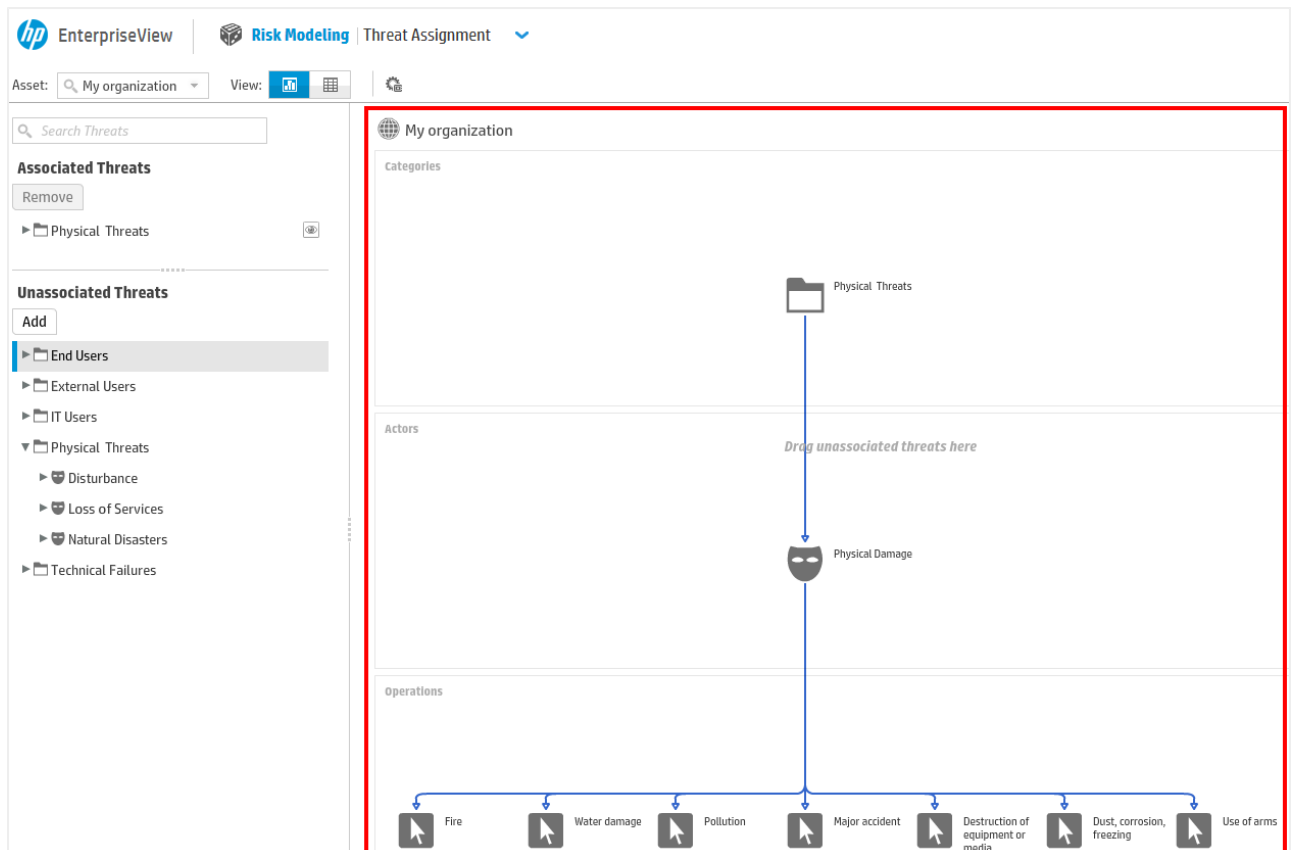 hp EnterpriseView Risk Modeling Threat Assignment
Asset: My organization View:
Search Threats
Associated Threats
Remove
Physical Threats
Unassociated Threats
Add
End Users
External Users
IT Users
Physical Threats
Disturbance
Loss of Services
Natural Disasters
Technical Failures
My organization
Categories
Physical Threats
Actors
Drag unassociated threats here
Physical Damage
Operations
Fire
Water damage
Pollution
Major accident
Destruction of
equipment or
media
Dust, corrosion,
freezing
Use of arms